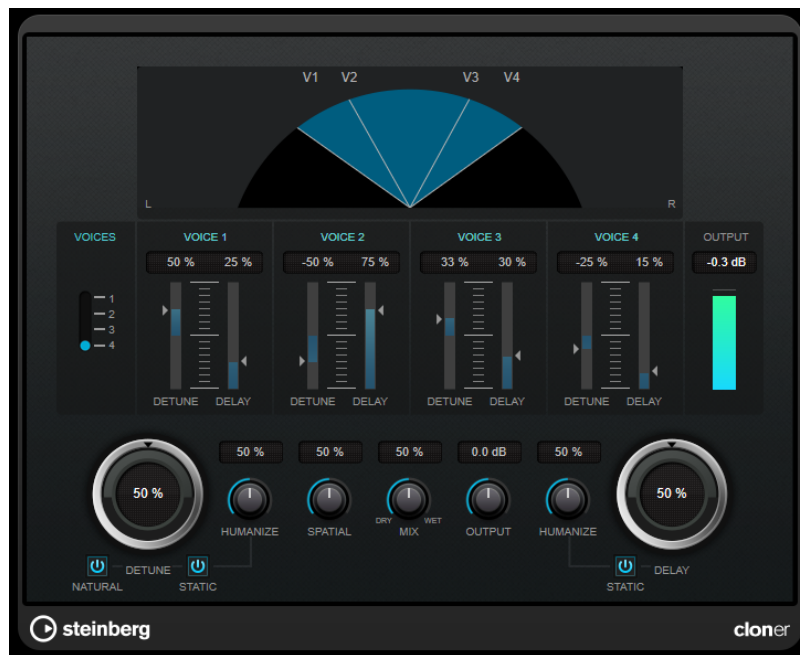 V1 V2 V3 V4
L R
VOICES VOICE 1 VOICE 2 VOICE 3 VOICE 4 OUTPUT
50 % 25 % -50 % 75 % 33 % 30 % -25 % 15 % -0.3 dB
1
2
3
4
DETUNE DELAY DETUNE DELAY DETUNE DELAY DETUNE DELAY
50 % 50 % 50 % 0.0 dB 50 %
50 % 50 %
DRY WET
HUMANIZE SPATIAL MIX OUTPUT HUMANIZE
DETUNE DELAY
NATURAL STATIC STATIC
steinberg cloner